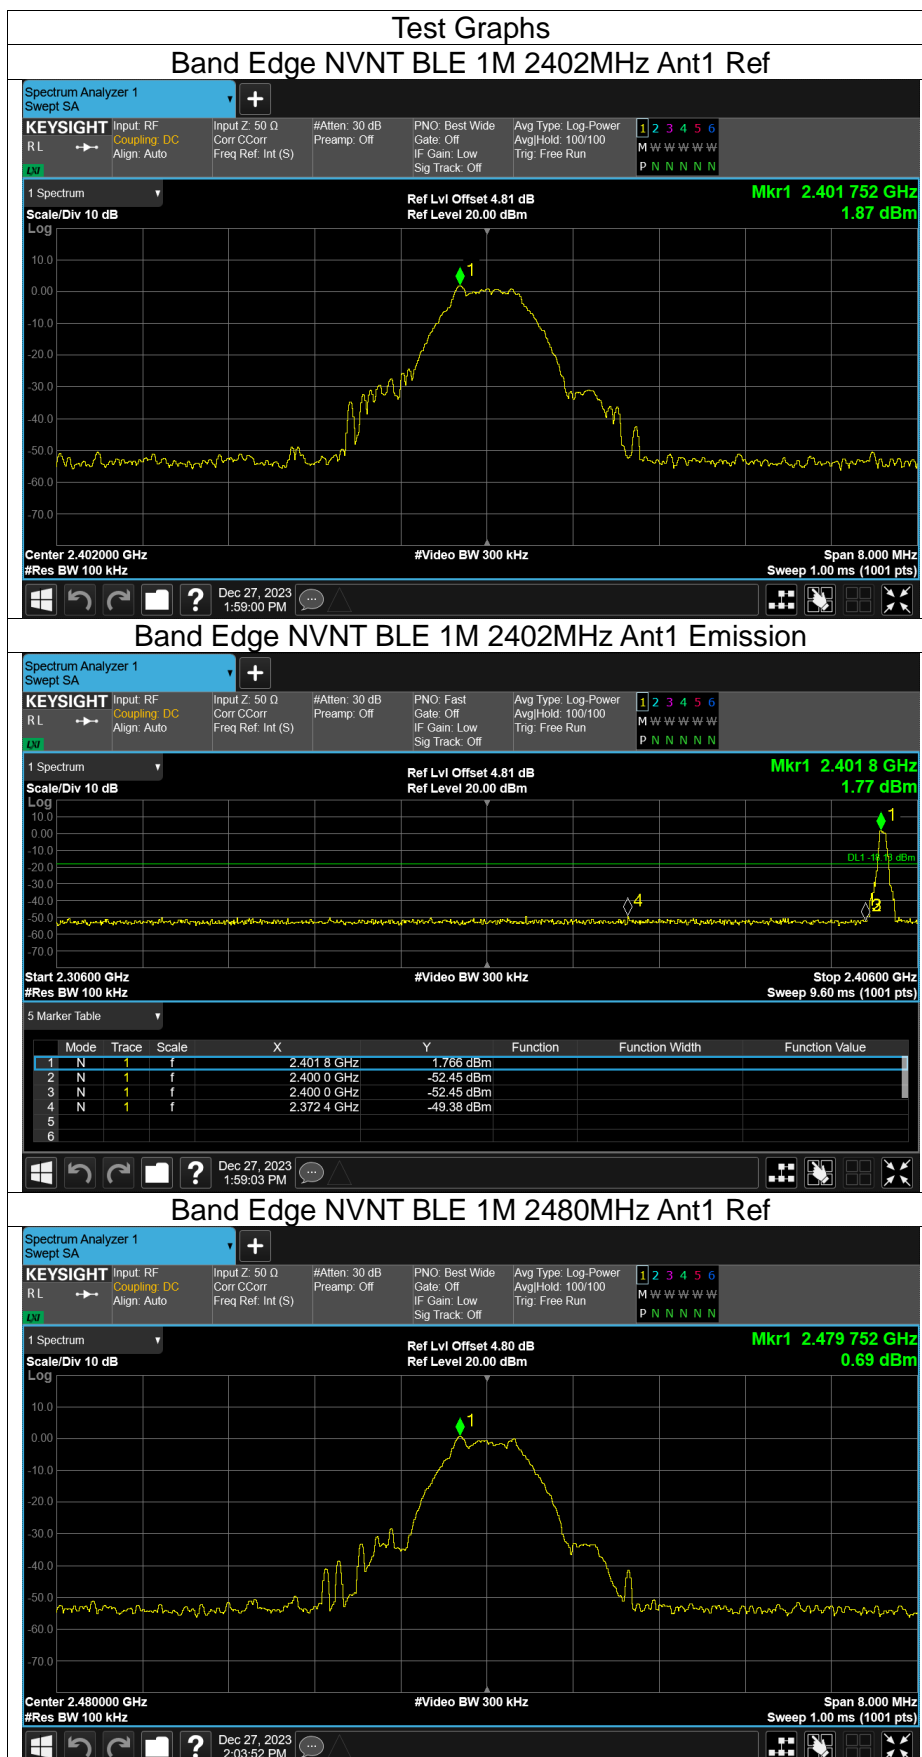 Test Graphs
Band Edge NVNT BLE 1M 2402MHz Ant1 Ref
Spectrum Analyzer 1
Swept SA
KEYSIGHT Input: RF Input Z: 50 Ω #Atten: 30 dB PNO: Best Wide Avg Type: Log-Power 1 2 3 4 5 6
RL Coupling: DC Corr CCorr Preamp: Off Gate: Off Avg|Hold: 100/100 M W W W W W
Align: Auto Freq Ref: Int (S) IF Gain: Low Trig: Free Run
LXI Sig Track: Off P N N N N N
1 Spectrum Ref Lvl Offset 4.81 dB Mkr1 2.401 752 GHz
Scale/Div 10 dB Ref Level 20.00 dBm 1.87 dBm
Log
10.0
1
0.00
-10.0
-20.0
-30.0
-40.0
-50.0
-60.0
-70.0
Center 2.402000 GHz #Video BW 300 kHz Span 8.000 MHz
#Res BW 100 kHz Sweep 1.00 ms (1001 pts)
? Dec 27, 2023
1:59:00 PM
Band Edge NVNT BLE 1M 2402MHz Ant1 Emission
Spectrum Analyzer 1
Swept SA
KEYSIGHT Input: RF Input Z: 50 Ω #Atten: 30 dB PNO: Fast Avg Type: Log-Power 1 2 3 4 5 6
RL Coupling: DC Corr CCorr Preamp: Off Gate: Off Avg|Hold: 100/100 M W W W W W
Align: Auto Freq Ref: Int (S) IF Gain: Low Trig: Free Run
LXI Sig Track: Off P N N N N N
1 Spectrum Ref Lvl Offset 4.81 dB Mkr1 2.401 8 GHz
Scale/Div 10 dB Ref Level 20.00 dBm 1.77 dBm
Log
10.0 1
0.00
-10.0
DL1 -18.13 dBm
-20.0
-30.0
-40.0
4
-50.0
-60.0
-70.0
Start 2.30600 GHz #Video BW 300 kHz Stop 2.40600 GHz
#Res BW 100 kHz Sweep 9.60 ms (1001 pts)
5 Marker Table
Mode Trace Scale X Y Function Function Width Function Value
1 N 1 f 2.401 8 GHz 1.766 dBm
2 N 1 f 2.400 0 GHz -52.45 dBm
3 N 1 f 2.400 0 GHz -52.45 dBm
4 N 1 f 2.372 4 GHz -49.38 dBm
5
6
? Dec 27, 2023
1:59:03 PM
Band Edge NVNT BLE 1M 2480MHz Ant1 Ref
Spectrum Analyzer 1
Swept SA
KEYSIGHT Input: RF Input Z: 50 Ω #Atten: 30 dB PNO: Best Wide Avg Type: Log-Power 1 2 3 4 5 6
RL Coupling: DC Corr CCorr Preamp: Off Gate: Off Avg|Hold: 100/100 M W W W W W
Align: Auto Freq Ref: Int (S) IF Gain: Low Trig: Free Run
LXI Sig Track: Off P N N N N N
1 Spectrum Ref Lvl Offset 4.80 dB Mkr1 2.479 752 GHz
Scale/Div 10 dB Ref Level 20.00 dBm 0.69 dBm
Log
10.0
1
0.00
-10.0
-20.0
-30.0
-40.0
-50.0
-60.0
-70.0
Center 2.480000 GHz #Video BW 300 kHz Span 8.000 MHz
#Res BW 100 kHz Sweep 1.00 ms (1001 pts)
? Dec 27, 2023
2:03:52 PM